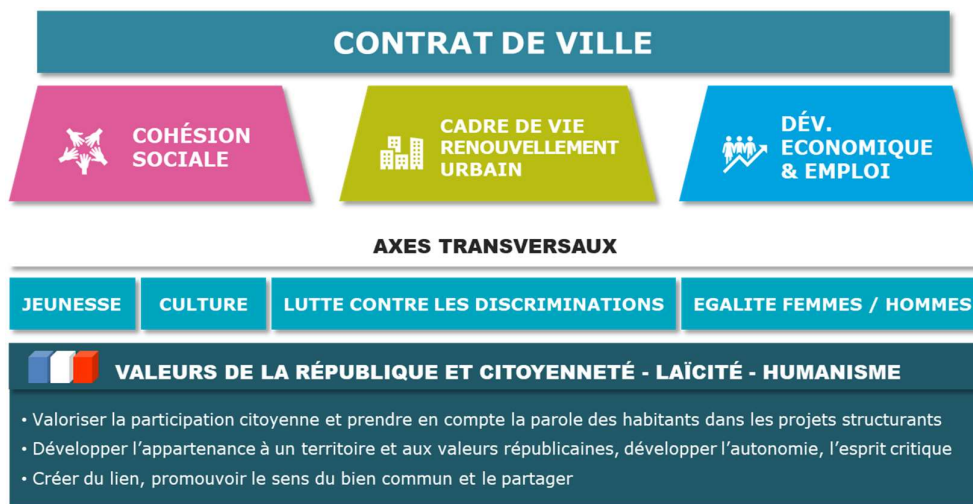 CONTRAT DE VILLE
COHÉSION
SOCIALE
CADRE DE VIE
RENOUVELLEMENT
URBAIN
DÉV.
ECONOMIQUE
& EMPLOI
AXES TRANSVERSAUX
JEUNESSE
CULTURE
LUTTE CONTRE LES DISCRIMINATIONS
EGALITE FEMMES / HOMMES
VALEURS DE LA RÉPUBLIQUE ET CITOYENNETÉ - LAÏCITÉ - HUMANISME
• Valoriser la participation citoyenne et prendre en compte la parole des habitants dans les projets structurants
• Développer l’appartenance à un territoire et aux valeurs républicaines, développer l’autonomie, l’esprit critique
• Créer du lien, promouvoir le sens du bien commun et le partager